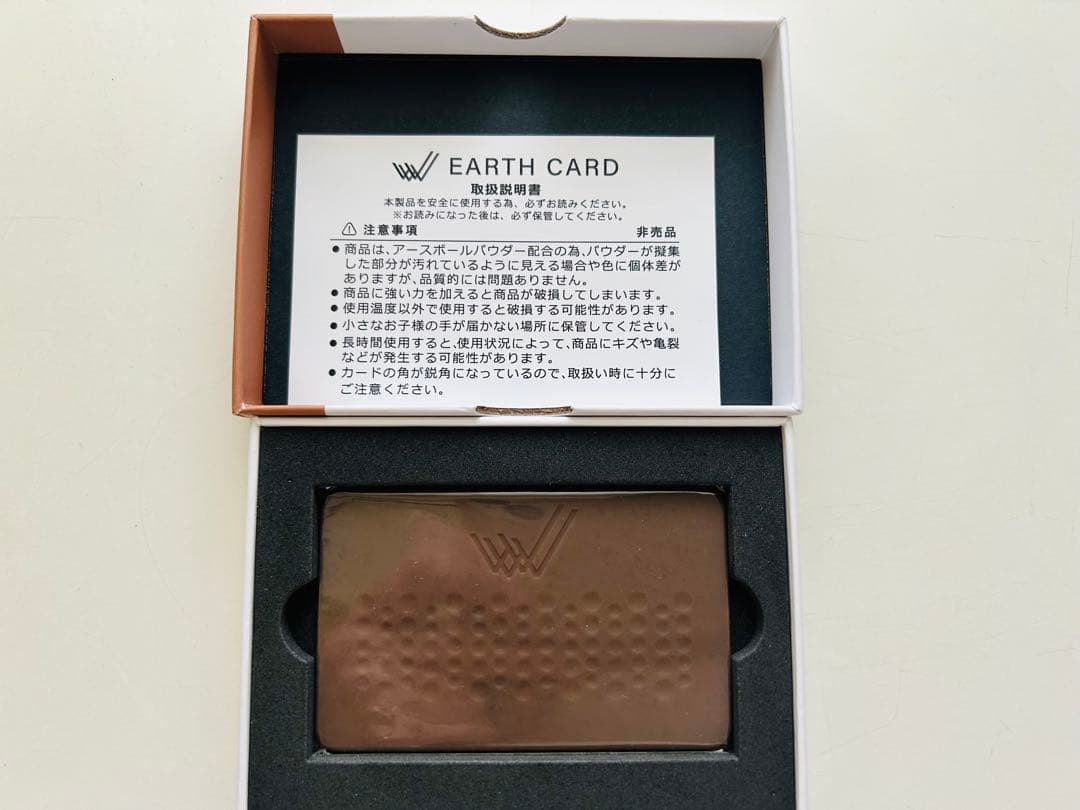 EARTH CARD
取扱説明書
本製品を安全に使用する為、必ずお読みください。
※お読みになった後は、必ず保管してください。
注意事項 非売品
● 商品は、アースボールパウダー配合の為、パウダーが擬集
した部分が汚れているように見える場合や色に個体差が
ありますが、品質的には問題ありません。
● 商品に強い力を加えると商品が破損してしまいます。
● 使用温度以外で使用すると破損する可能性があります。
● 小さなお子様の手が届かない場所に保管してください。
● 長時間使用すると、使用状況によって、商品にキズや亀裂
などが発生する可能性があります。
● カードの角が鋭角になっているので、取扱い時に十分に
ご注意ください。